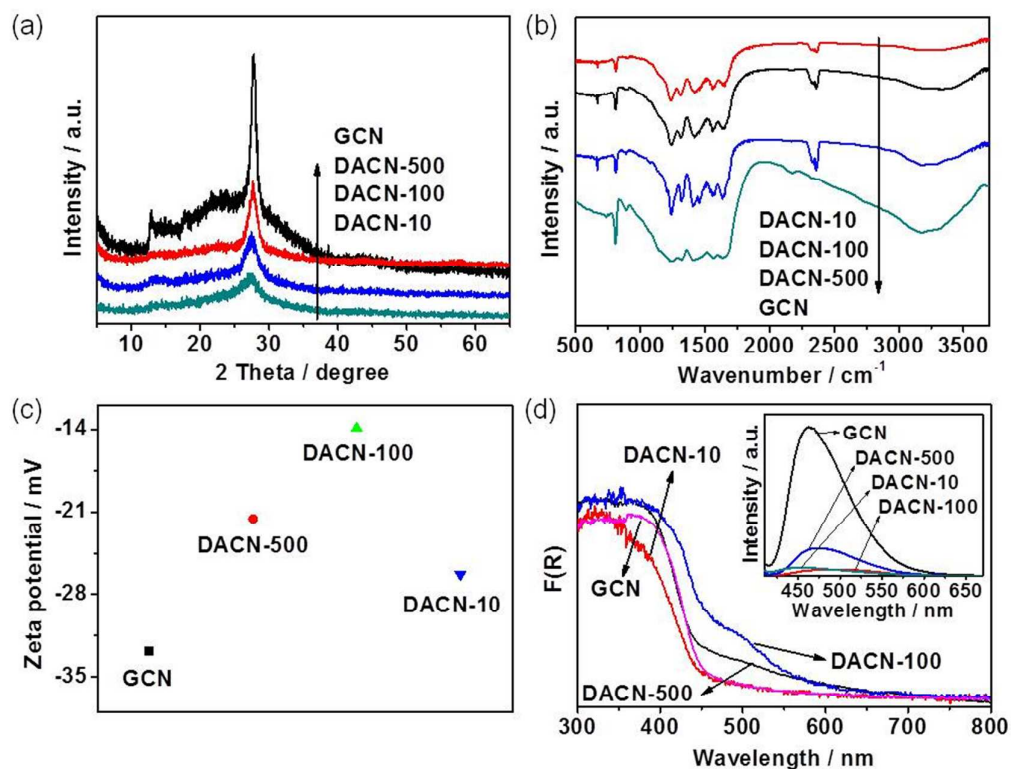 (a)
Intensity / a.u.
GCN
DACN-500
DACN-100
DACN-10
10 20 30 40 50 60
2 Theta / degree
(b)
Intensity / a.u.
DACN-10
DACN-100
DACN-500
GCN
500 1000 1500 2000 2500 3000 3500
Wavenumber / cm-1
(c)
Zeta potential / mV
-14
-21
-28
-35
DACN-100
DACN-500
DACN-10
GCN
(d)
F(R)
DACN-10
GCN
DACN-100
DACN-500
300 400 500 600 700 800
Wavelength / nm
Intensity / a.u.
GCN
DACN-500
DACN-10
DACN-100
450 500 550 600 650
Wavelength / nm